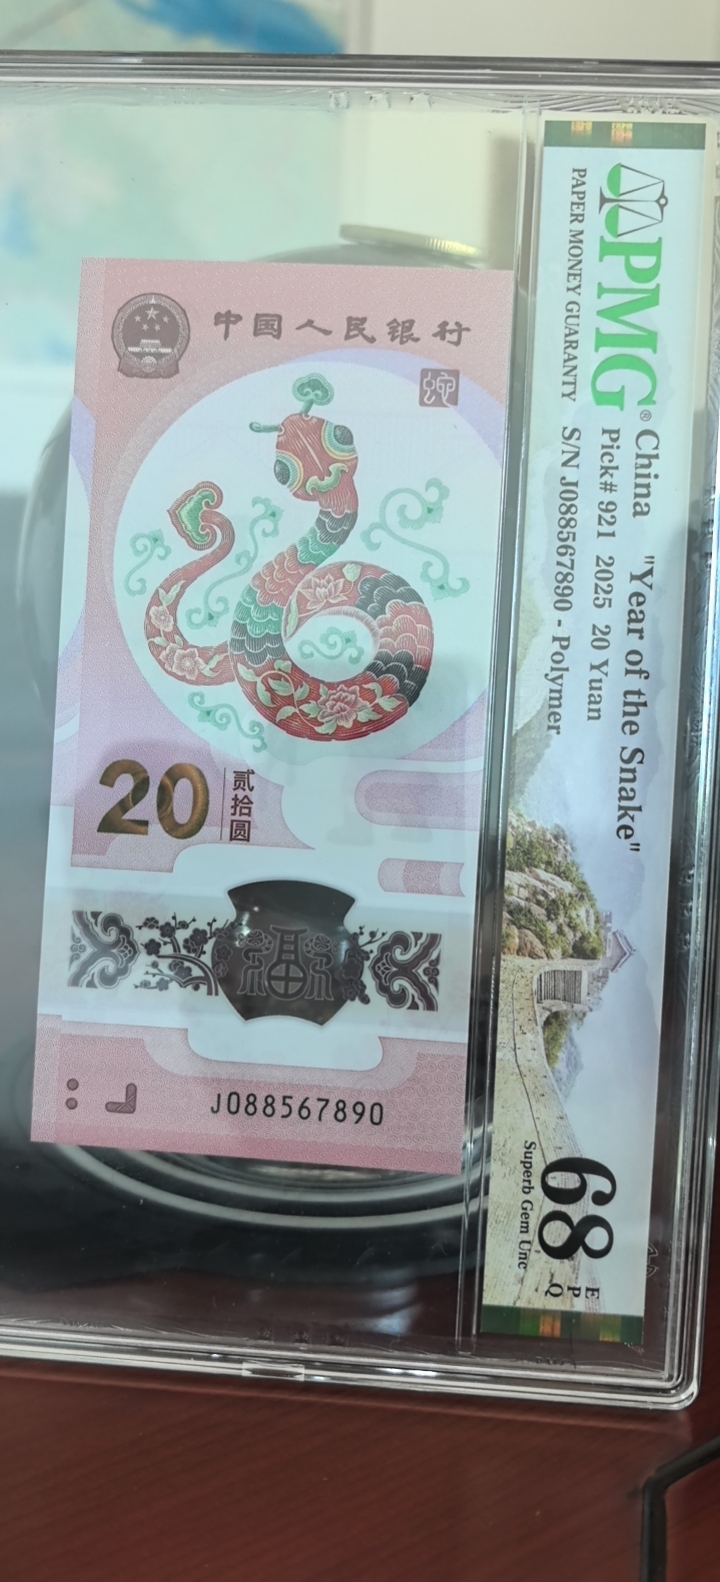 中国人民银行
蛇
20
贰拾圆
福
J088567890
PMG®
PAPER MONEY GUARANTY
China "Year of the Snake"
Pick# 921 2025 20 Yuan
S/N J088567890 - Polymer
68
EPQ
Superb Gem Unc